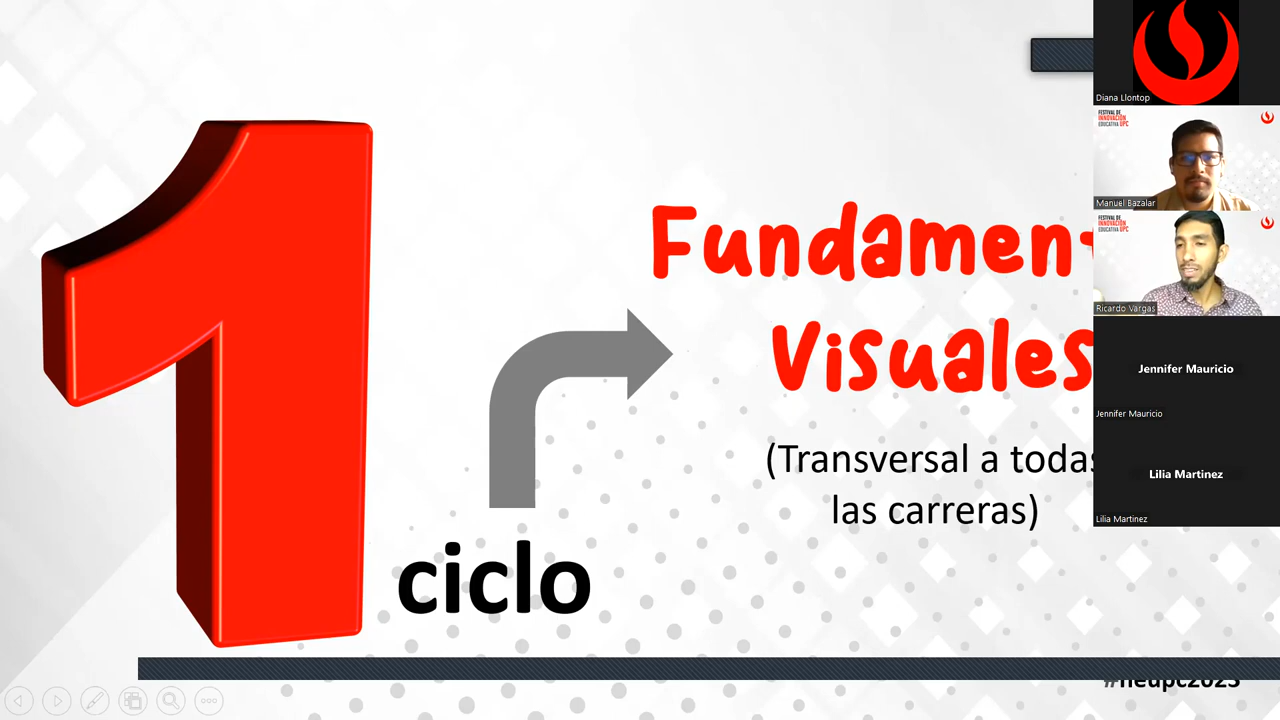 1
ciclo
Fundament
Visuales
(Transversal a todas
las carreras)
Diana Llontop
FESTIVAL DE
INNOVACIÓN
EDUCATIVA UPC
Manuel Bazalar
FESTIVAL DE
INNOVACIÓN
EDUCATIVA UPC
Ricardo Vargas
Jennifer Mauricio
Jennifer Mauricio
Lilia Martinez
Lilia Martinez
#fieupc2023